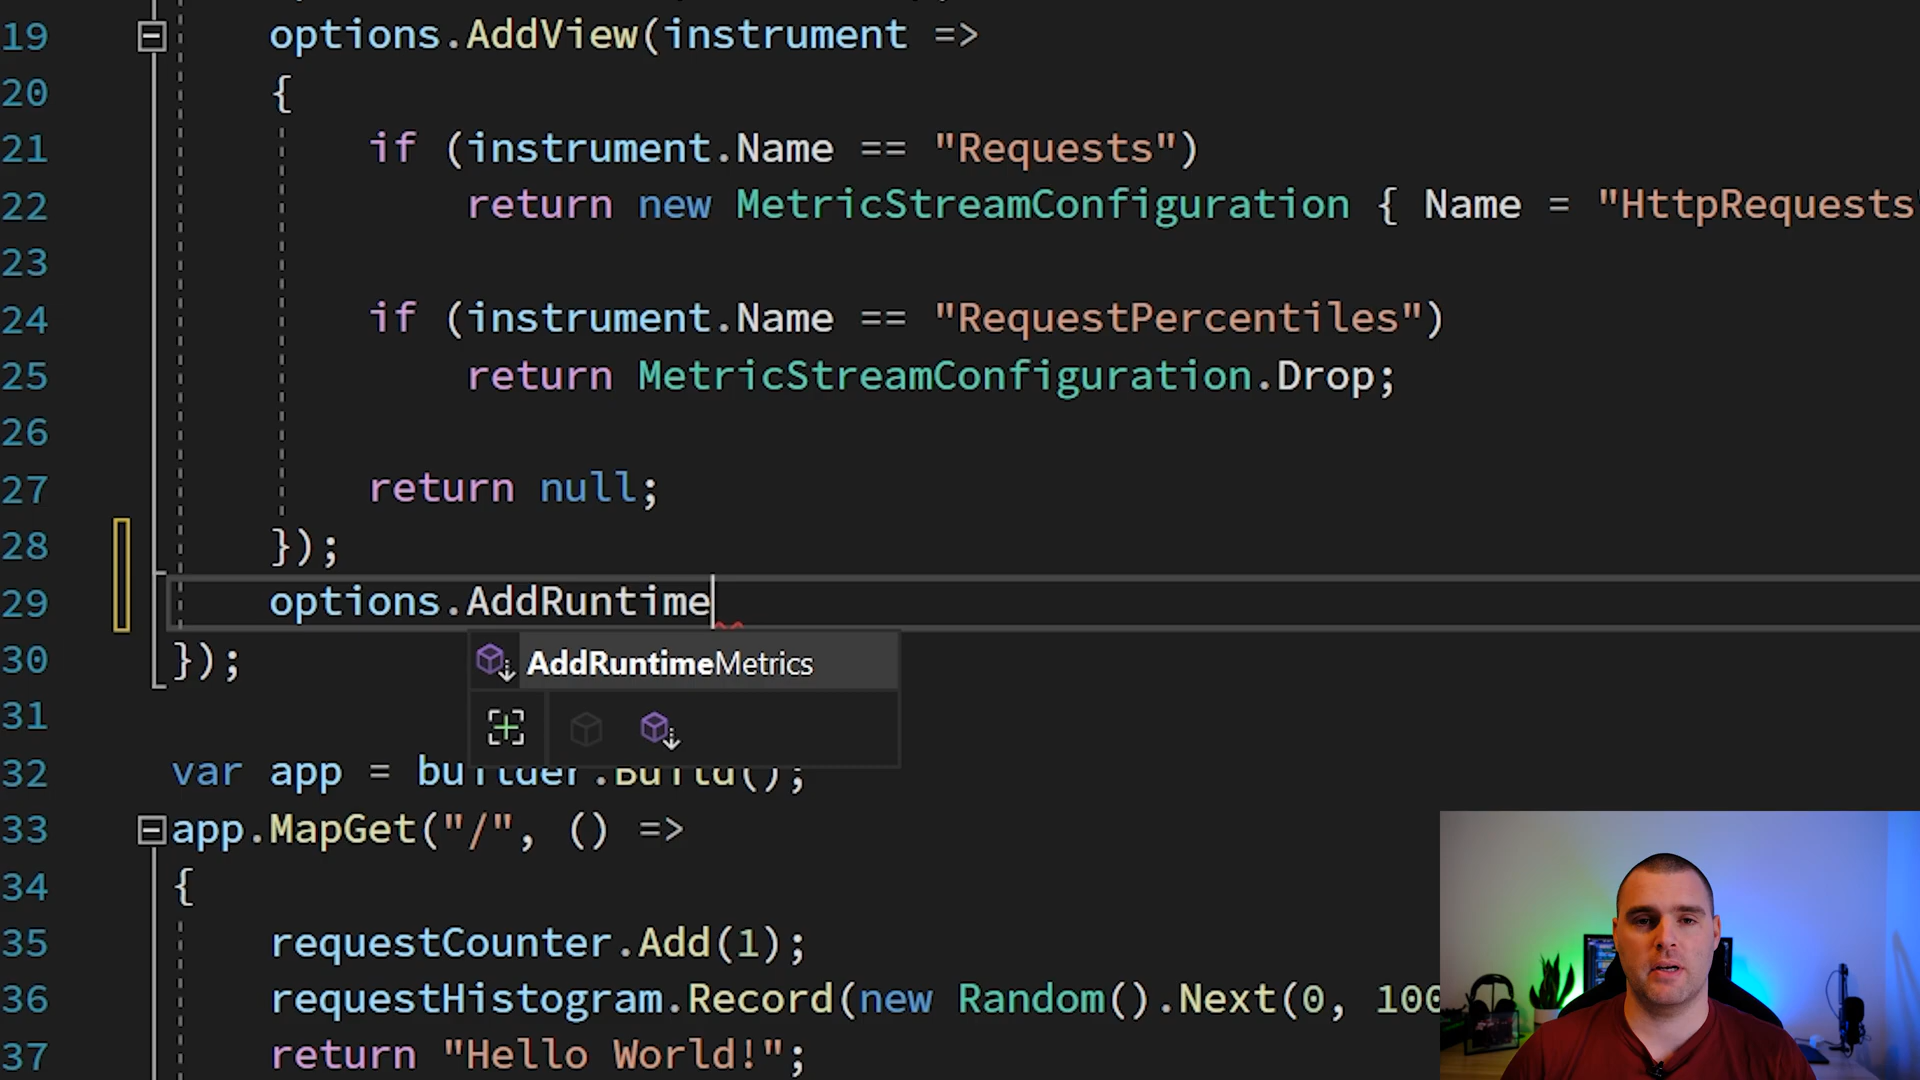 19 options.AddView(instrument =>
20 {
21 if (instrument.Name == "Requests")
22 return new MetricStreamConfiguration { Name = "HttpRequests"
23
24 if (instrument.Name == "RequestPercentiles")
25 return MetricStreamConfiguration.Drop;
26
27 return null;
28 });
29 options.AddRuntime
30 });
AddRuntimeMetrics
31
32 var app = builder.Build();
33 app.MapGet("/", () =>
34 {
35 requestCounter.Add(1);
36 requestHistogram.Record(new Random().Next(0, 100
37 return "Hello World!";